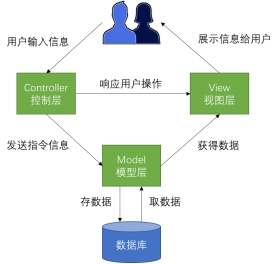 用户输入信息
展示信息给用户
Controller
控制层
响应用户操作
View
视图层
发送指令信息
获得数据
Model
模型层
存数据
取数据
数据库